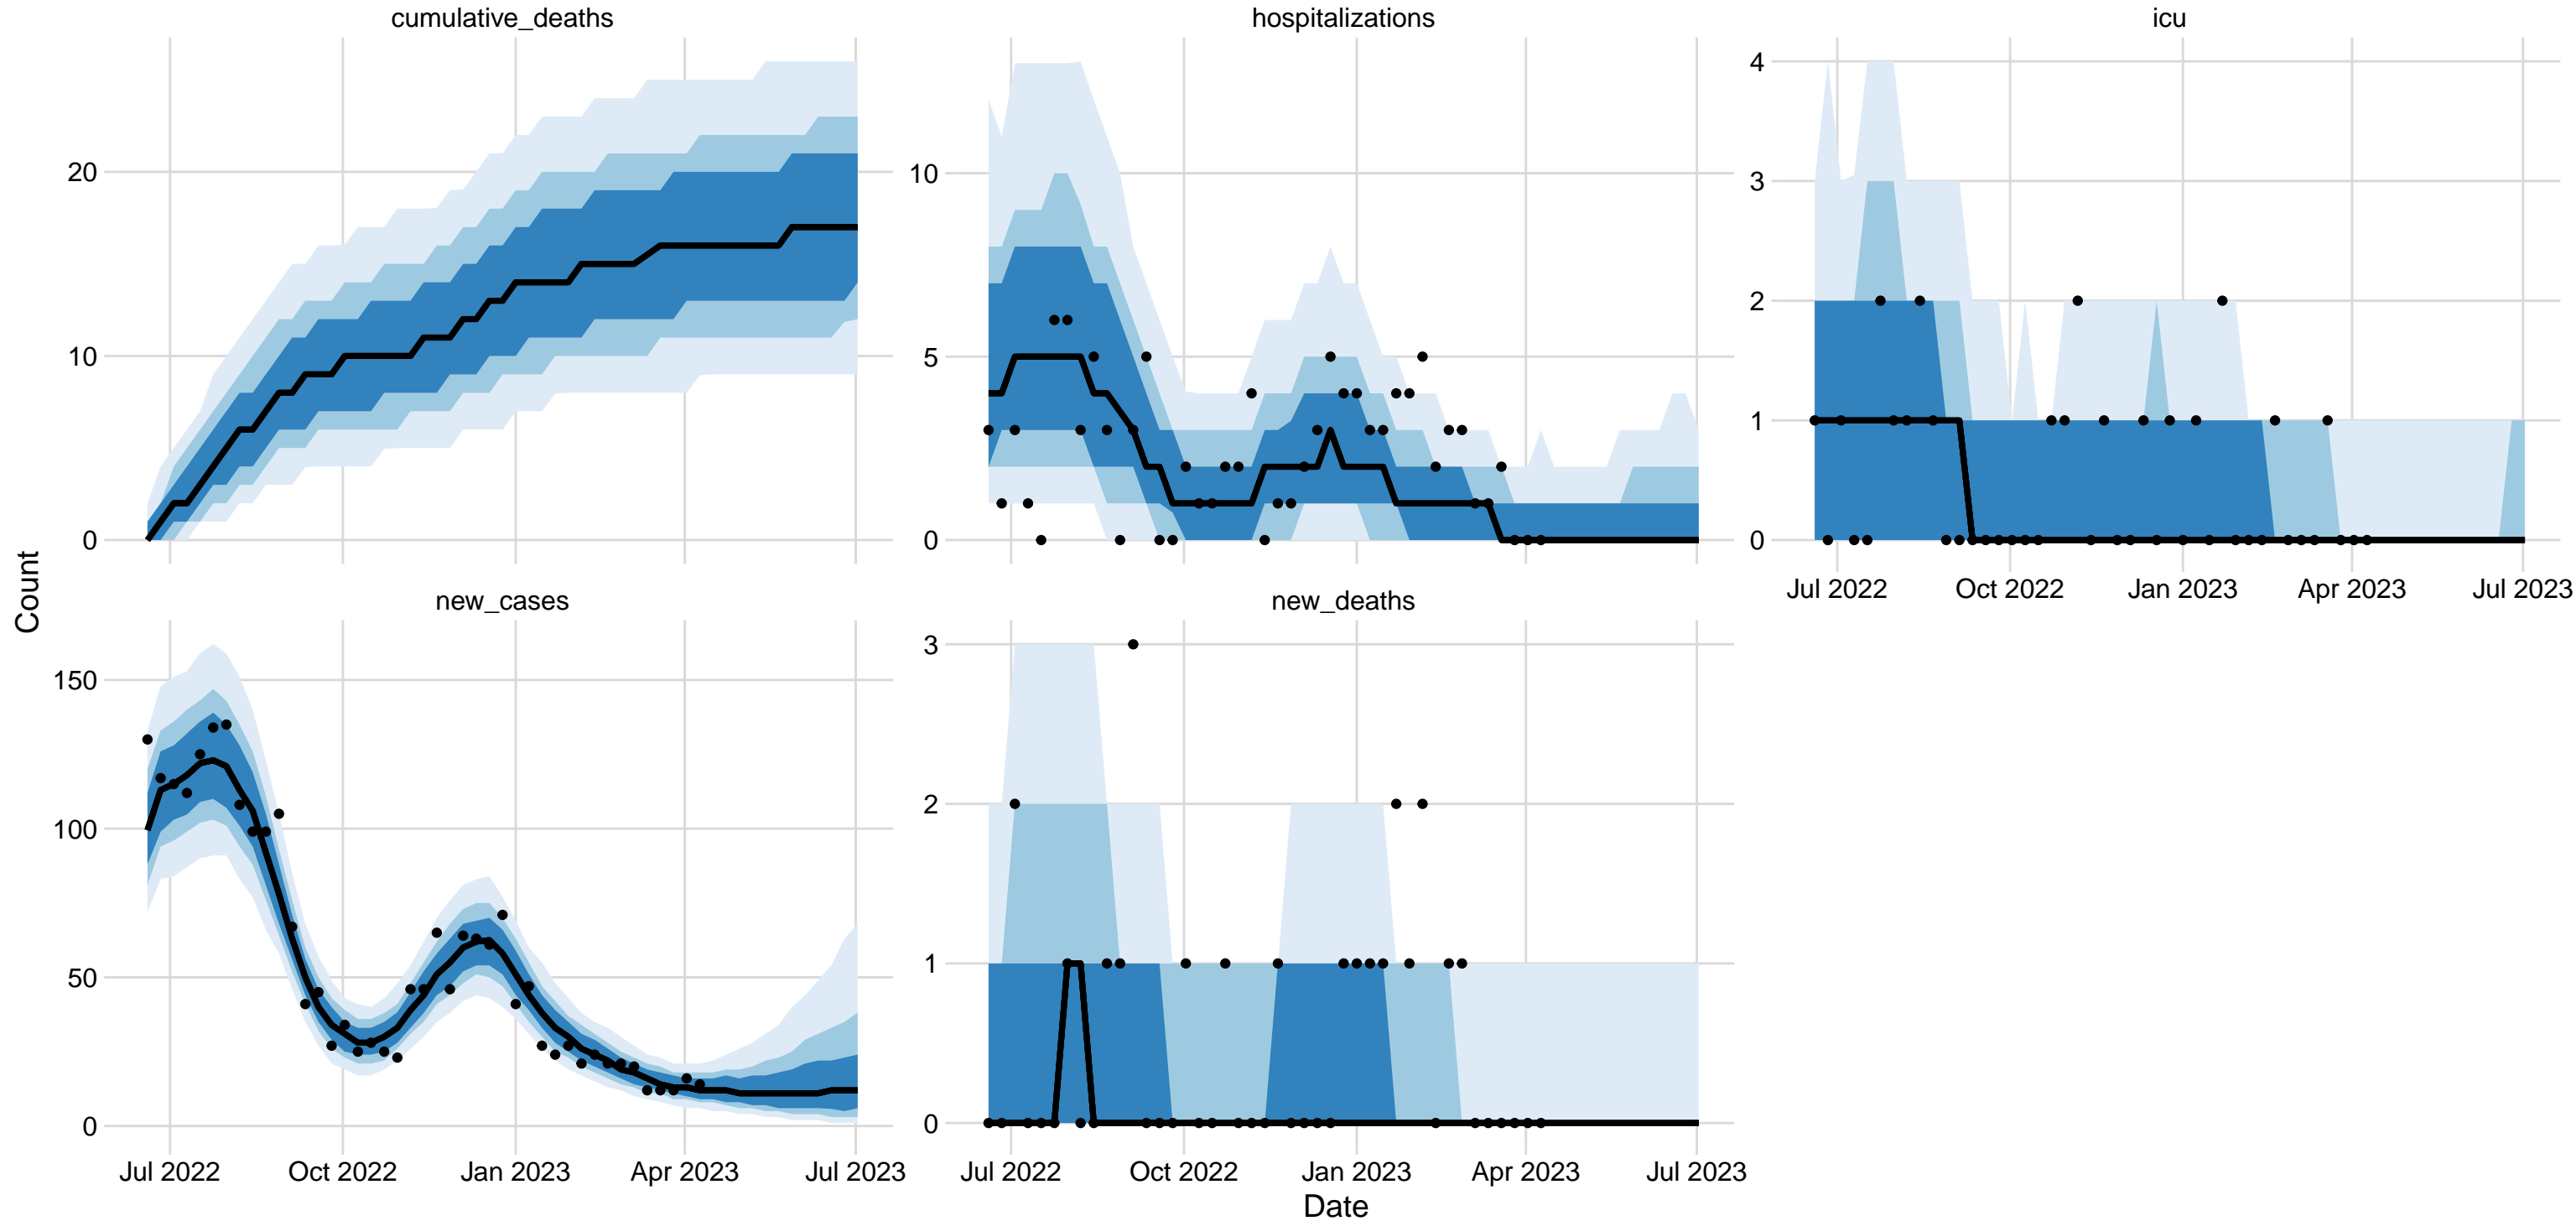 cumulative_deaths
hospitalizations
icu
20
10
0
10
5
0
4
3
2
1
0
Jul 2022 Oct 2022 Jan 2023 Apr 2023 Jul 2023
Count
new_cases
new_deaths
150
100
50
0
3
2
1
0
Jul 2022 Oct 2022 Jan 2023 Apr 2023 Jul 2023
Jul 2022 Oct 2022 Jan 2023 Apr 2023 Jul 2023
Date